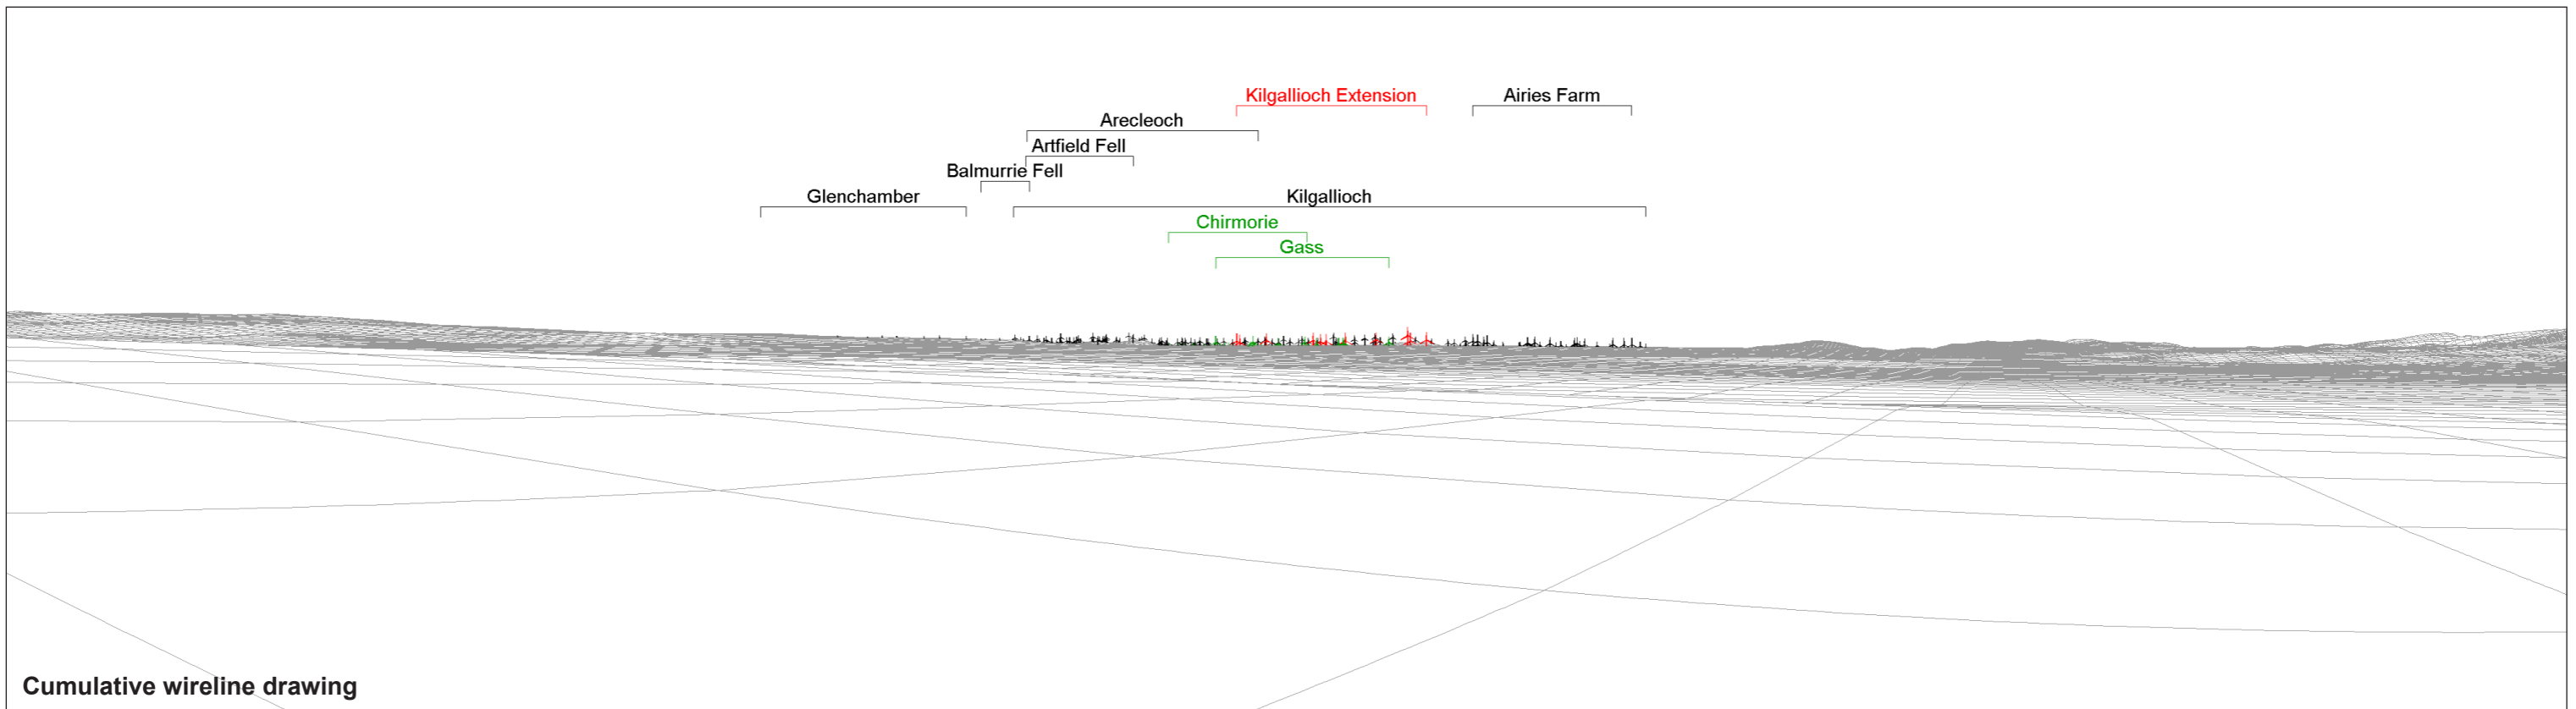 Kilgallioch Extension
Airies Farm
Arecleoch
Artfield Fell
Balmurrie Fell
Glenchamber
Kilgallioch
Chirmorie
Gass
Cumulative wireline drawing